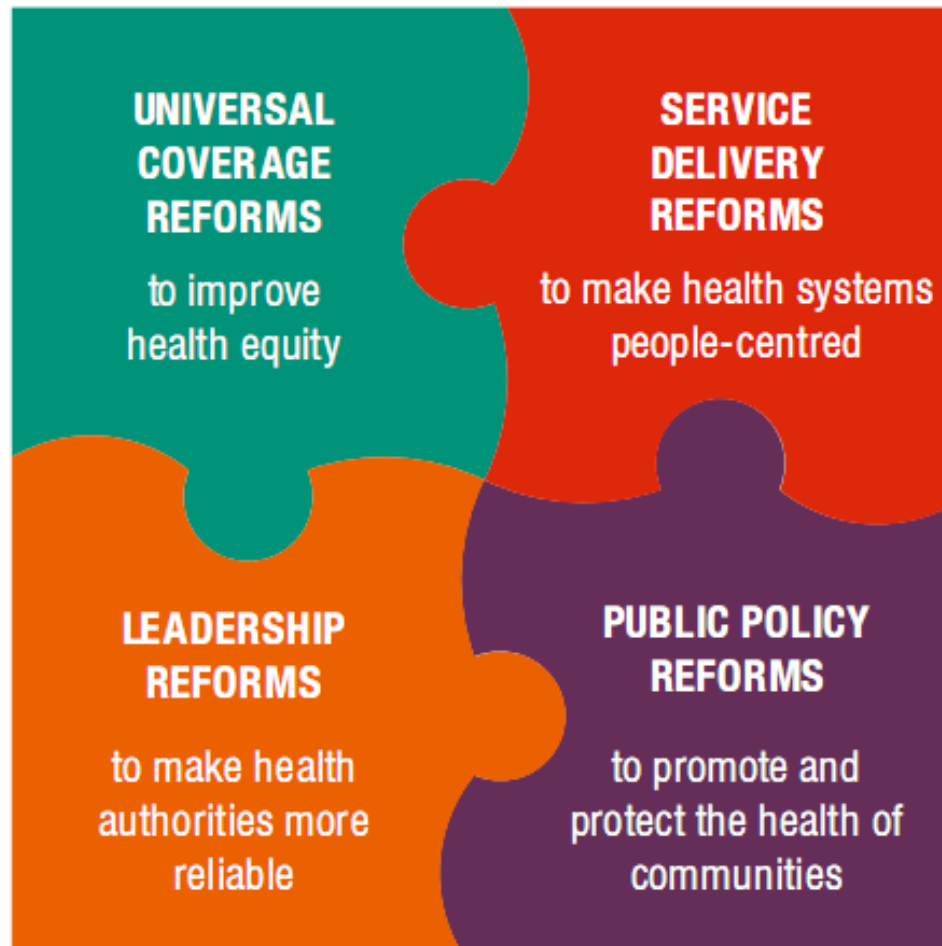 UNIVERSAL
COVERAGE
REFORMS
to improve
health equity
SERVICE
DELIVERY
REFORMS
to make health systems
people-centred
LEADERSHIP
REFORMS
to make health
authorities more
reliable
PUBLIC POLICY
REFORMS
to promote and
protect the health of
communities